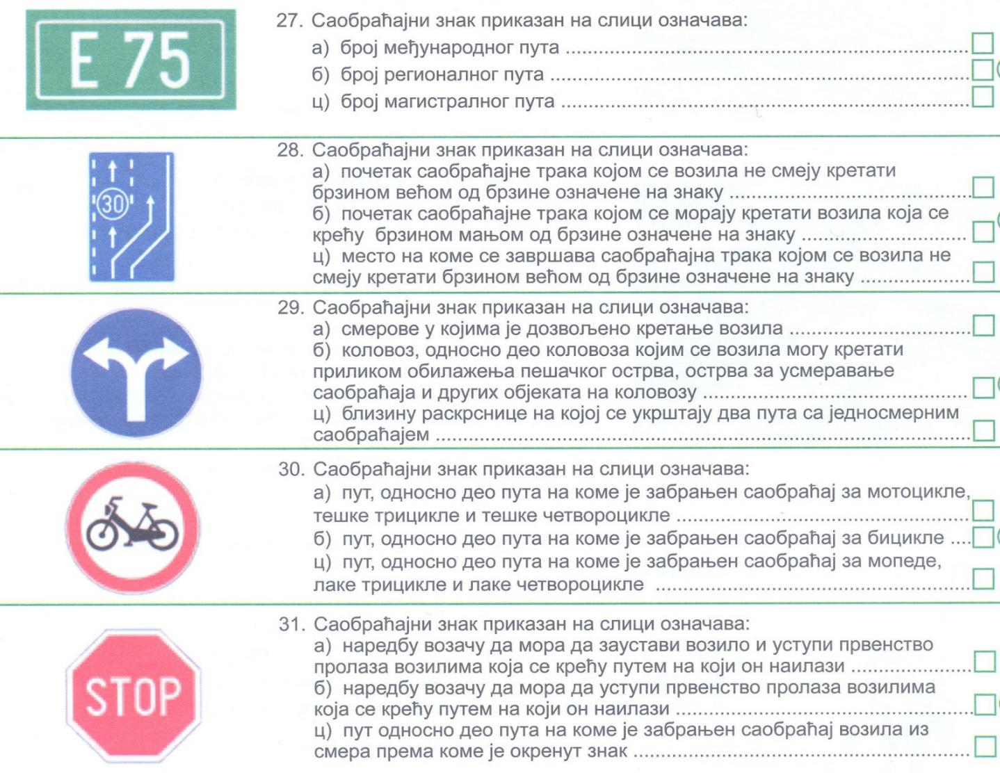 E 75
27. Саобраћајни знак приказан на слици означава:
а) број међународног пута ........................................................................
б) број регионалног пута ...........................................................................
ц) број магистралног пута .........................................................................
28. Саобраћајни знак приказан на слици означава:
а) почетак саобраћајне трака којом се возила не смеју кретати
брзином већом од брзине означене на знаку ...........................................
б) почетак саобраћајне трака којом се морају кретати возила која се
крећу брзином мањом од брзине означене на знаку .............................
ц) место на коме се завршава саобраћајна трака којом се возила не
смеју кретати брзином већом од брзине означене на знаку ...................
30
29. Саобраћајни знак приказан на слици означава:
а) смерове у којима је дозвољено кретање возила ................................
б) коловоз, односно део коловоза којим се возила могу кретати
приликом обилажења пешачког острва, острва за усмеравање
саобраћаја и других објеката на коловозу ...............................................
ц) близину раскрснице на којој се укрштају два пута са једносмерним
саобраћајем ...............................................................................................
30. Саобраћајни знак приказан на слици означава:
а) пут, односно део пута на коме је забрањен саобраћај за мотоцикле,
тешке трицикле и тешке четвороцикле ....................................................
б) пут, односно део пута на коме је забрањен саобраћај за бицикле ....
ц) пут, односно део пута на коме је забрањен саобраћај за мопеде,
лаке трицикле и лаке четвороцикле ........................................................
31. Саобраћајни знак приказан на слици означава:
а) наредбу возачу да мора да заустави возило и уступи првенство
пролаза возилима која се крећу путем на који он наилази .....................
б) наредбу возачу да мора да уступи првенство пролаза возилима
која се крећу путем на који он наилази ....................................................
ц) пут односно део пута на коме је забрањен саобраћај возила из
смера према коме је окренут знак ............................................................
STOP